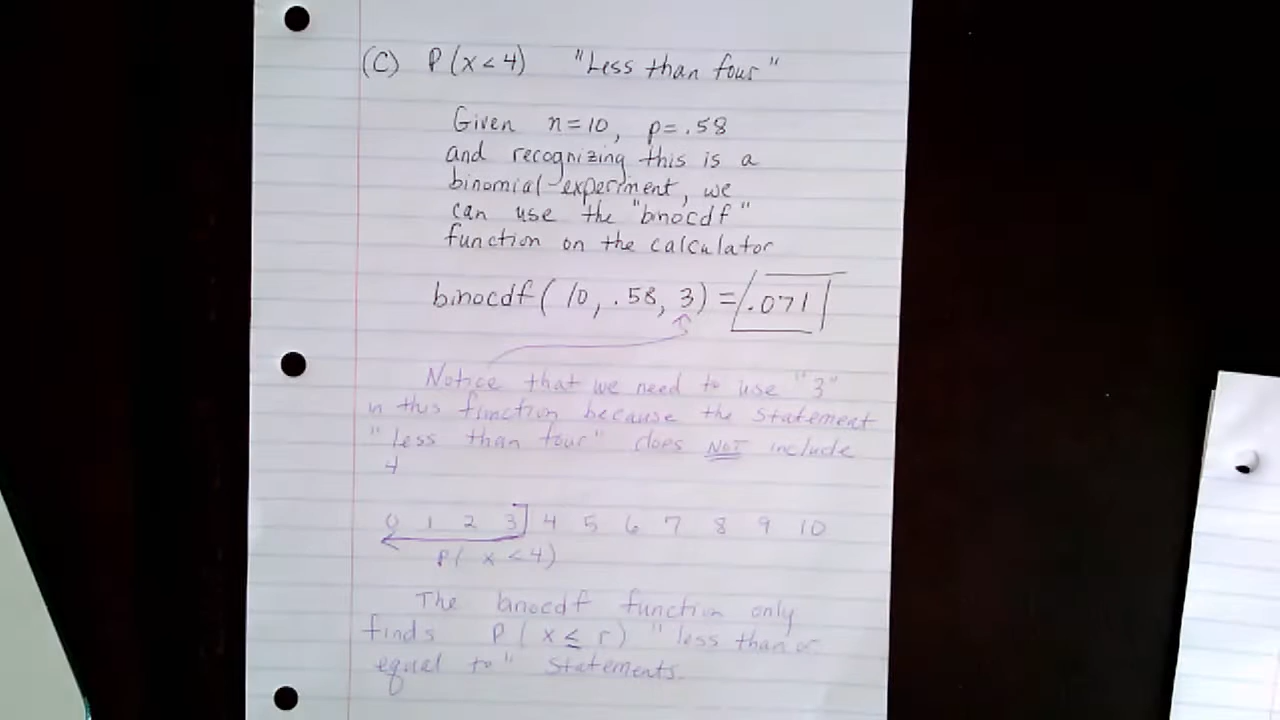 (C) P(x<4) "Less than four"
Given n=10, p=.58
and recognizing this is a
binomial experiment, we
can use the "binocdf"
function on the calculator
binocdf(10, .58, 3) = .071
Notice that we need to use "3"
in this function because the statement
"less than four" does NOT include
4
0 1 2 3] 4 5 6 7 8 9 10
P( x <4)
The binocdf function only
finds P(x≤r) "less than or
equal to" statements.